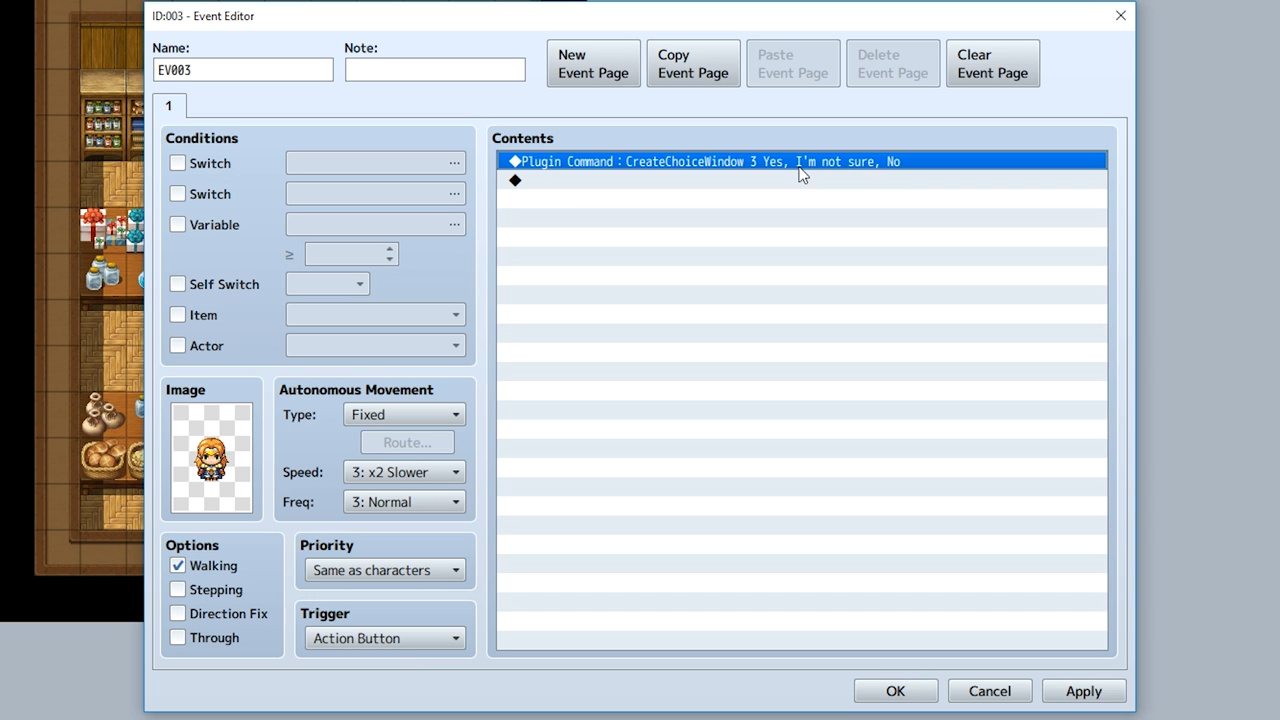 ID:003 - Event Editor
Name:
Note:
EV003
New
Event Page
Copy
Event Page
Paste
Event Page
Delete
Event Page
Clear
Event Page
1
Conditions
Switch
...
Switch
...
Variable
...
≥
Self Switch
Item
Actor
Image
Autonomous Movement
Type:
Fixed
Route...
Speed:
3: x2 Slower
Freq:
3: Normal
Options
Walking
Stepping
Direction Fix
Through
Priority
Same as characters
Trigger
Action Button
Contents
◆Plugin Command：CreateChoiceWindow 3 Yes, I'm not sure, No
◆
OK
Cancel
Apply